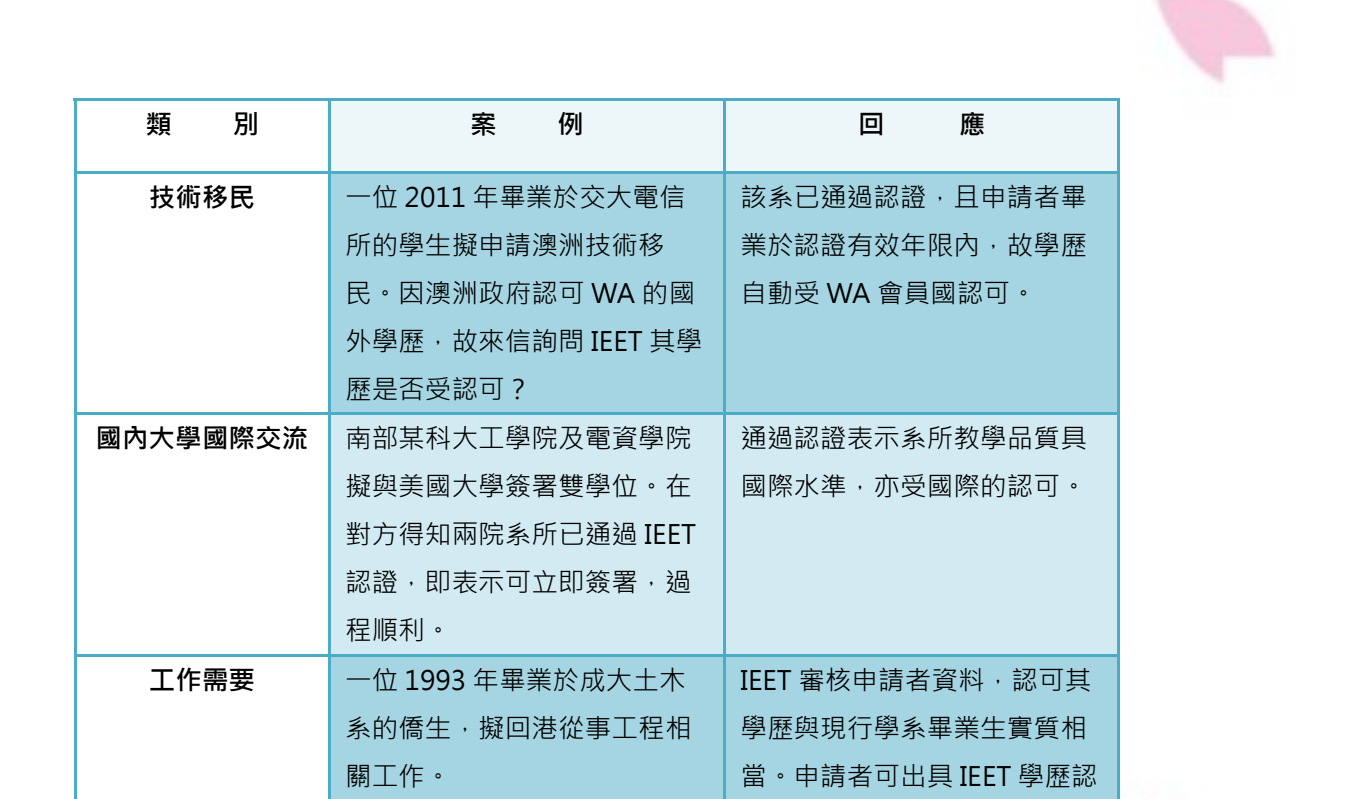 類 別
案 例
回 應
技術移民
一位 2011 年畢業於交大電信
所的學生擬申請澳洲技術移
民。因澳洲政府認可 WA 的國
外學歷，故來信詢問 IEET 其學
歷是否受認可？
該系已通過認證，且申請者畢
業於認證有效年限內，故學歷
自動受 WA 會員國認可。
國內大學國際交流
南部某科大工學院及電資學院
擬與美國大學簽署雙學位。在
對方得知兩院系所已通過 IEET
認證，即表示可立即簽署，過
程順利。
通過認證表示系所教學品質具
國際水準，亦受國際的認可。
工作需要
一位 1993 年畢業於成大土木
系的僑生，擬回港從事工程相
關工作。
IEET 審核申請者資料，認可其
學歷與現行學系畢業生實質相
當。申請者可出具 IEET 學歷認